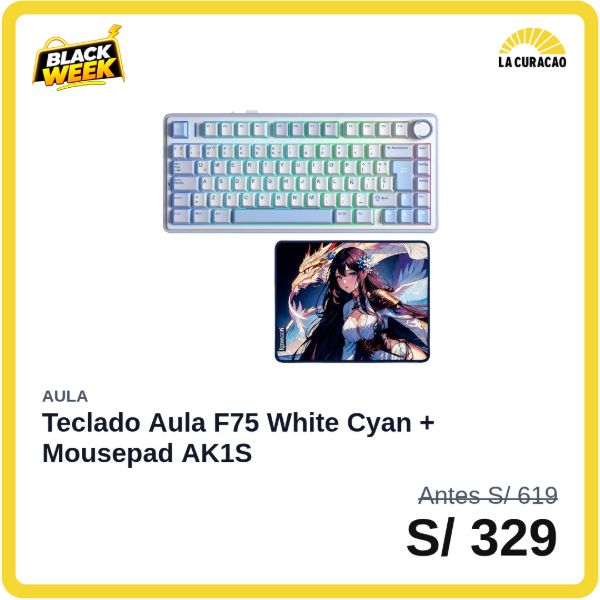 BLACK
WEEK
LA CURACAO
AULA
Teclado Aula F75 White Cyan +
Mousepad AK1S
Antes S/ 619
S/ 329